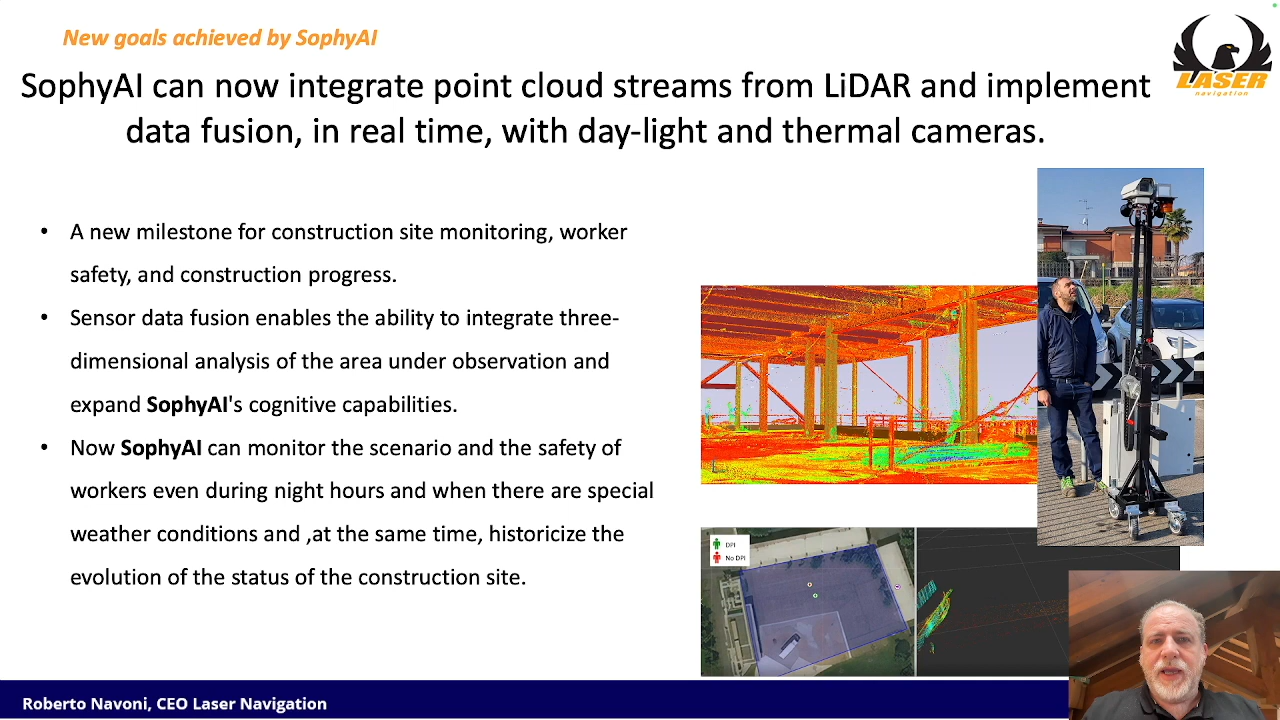 New goals achieved by SophyAI
SophyAI can now integrate point cloud streams from LiDAR and implement
data fusion, in real time, with day-light and thermal cameras.
LASER
navigation
• A new milestone for construction site monitoring, worker
safety, and construction progress.
• Sensor data fusion enables the ability to integrate three-
dimensional analysis of the area under observation and
expand SophyAI's cognitive capabilities.
• Now SophyAI can monitor the scenario and the safety of
workers even during night hours and when there are special
weather conditions and ,at the same time, historicize the
evolution of the status of the construction site.
DPI
No DPI
Roberto Navoni, CEO Laser Navigation